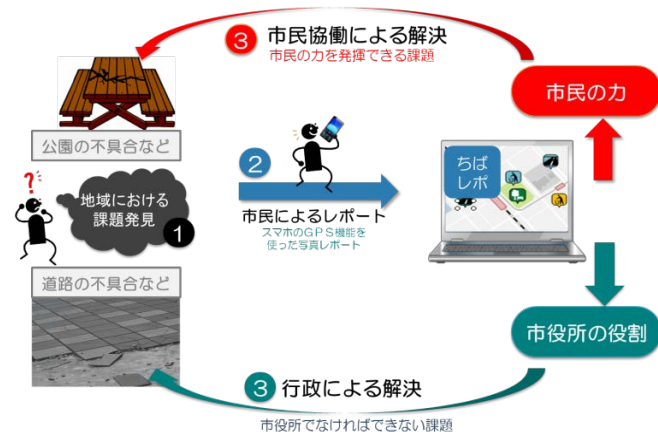 3 市民協働による解決
市民の力を発揮できる課題
市民の力
公園の不具合など
?
地域における
課題発見
1
2
市民によるレポート
スマホのGPS機能を
使った写真レポート
ちば
レポ
道路の不具合など
市役所の役割
3 行政による解決
市役所でなければできない課題